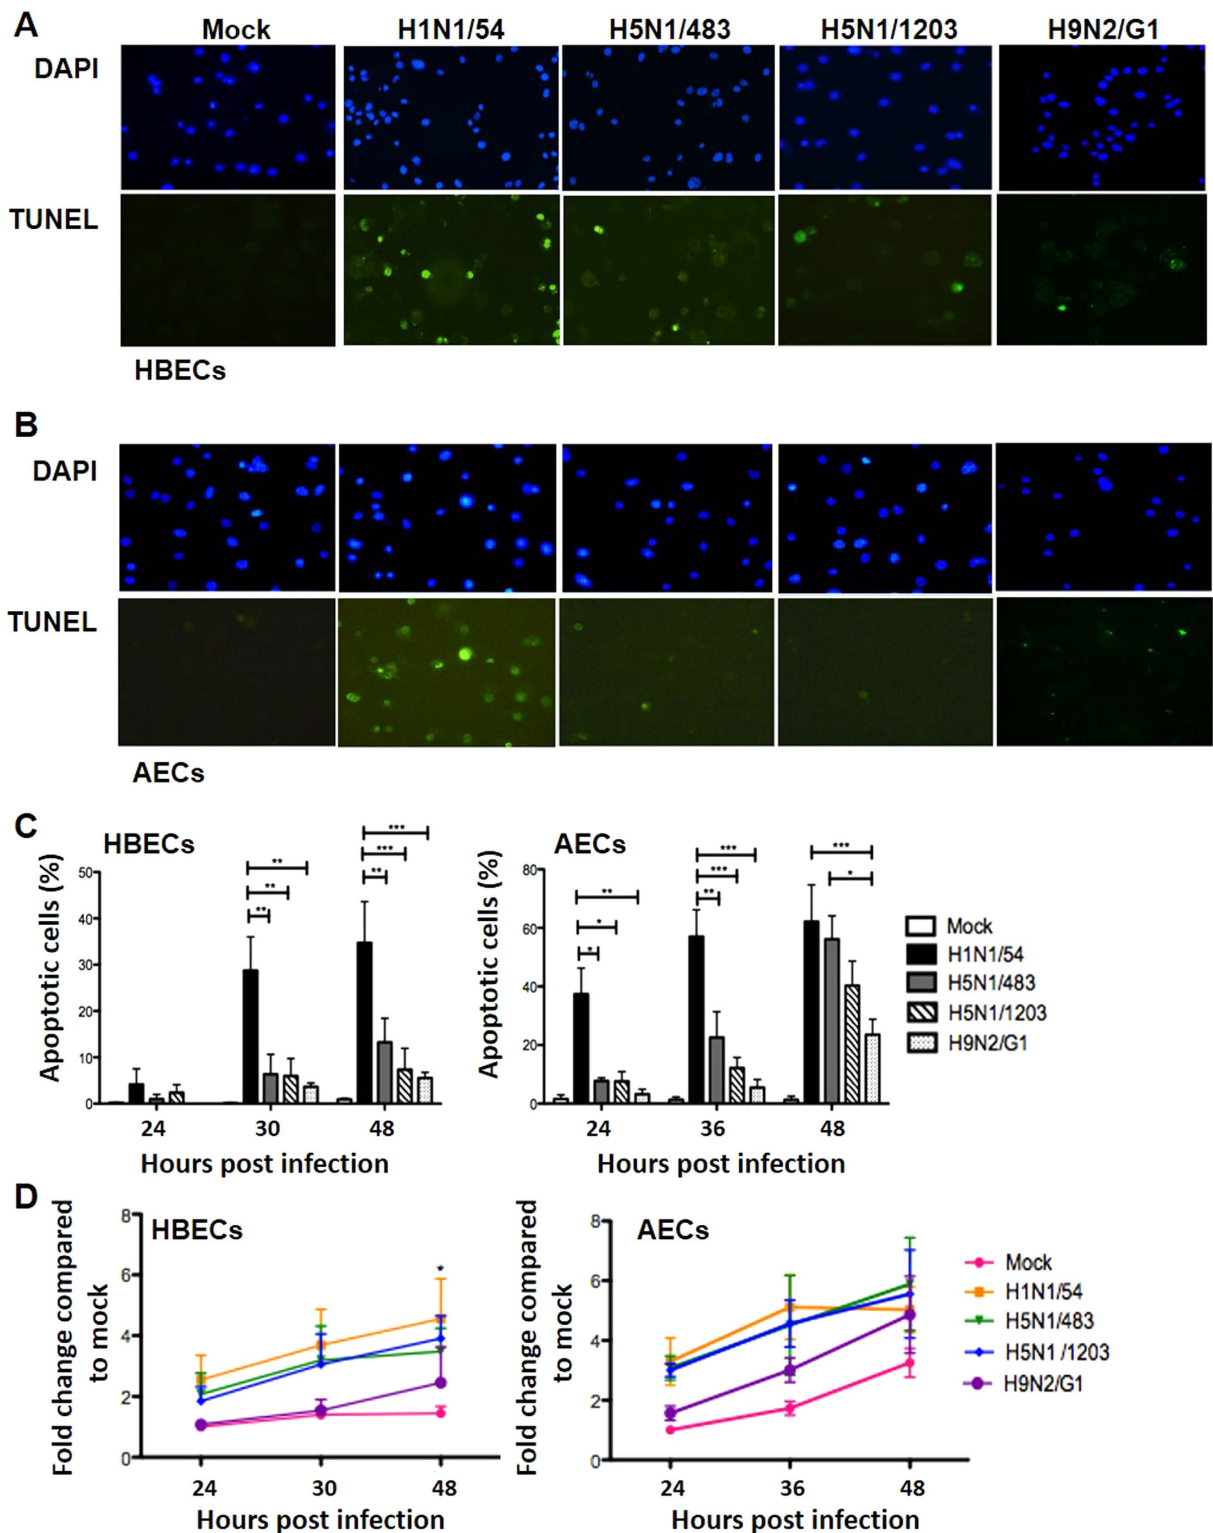 A
Mock H1N1/54 H5N1/483 H5N1/1203 H9N2/G1
DAPI
TUNEL
HBECs
B
DAPI
TUNEL
AECs
C
HBECs
Apoptotic cells (%)
50
40
30
20
10
0
** ** ** *** *** **
24 30 48
Hours post infection
AECs
Apoptotic cells (%)
80
60
40
20
0
** * * *** *** ** *** *
24 36 48
Hours post infection
Mock
H1N1/54
H5N1/483
H5N1/1203
H9N2/G1
D
HBECs
Fold change compared
to mock
8
6
4
2
0
*
24 30 48
Hours post infection
AECs
Fold change compared
to mock
8
6
4
2
0
24 36 48
Hours post infection
Mock
H1N1/54
H5N1/483
H5N1 /1203
H9N2/G1